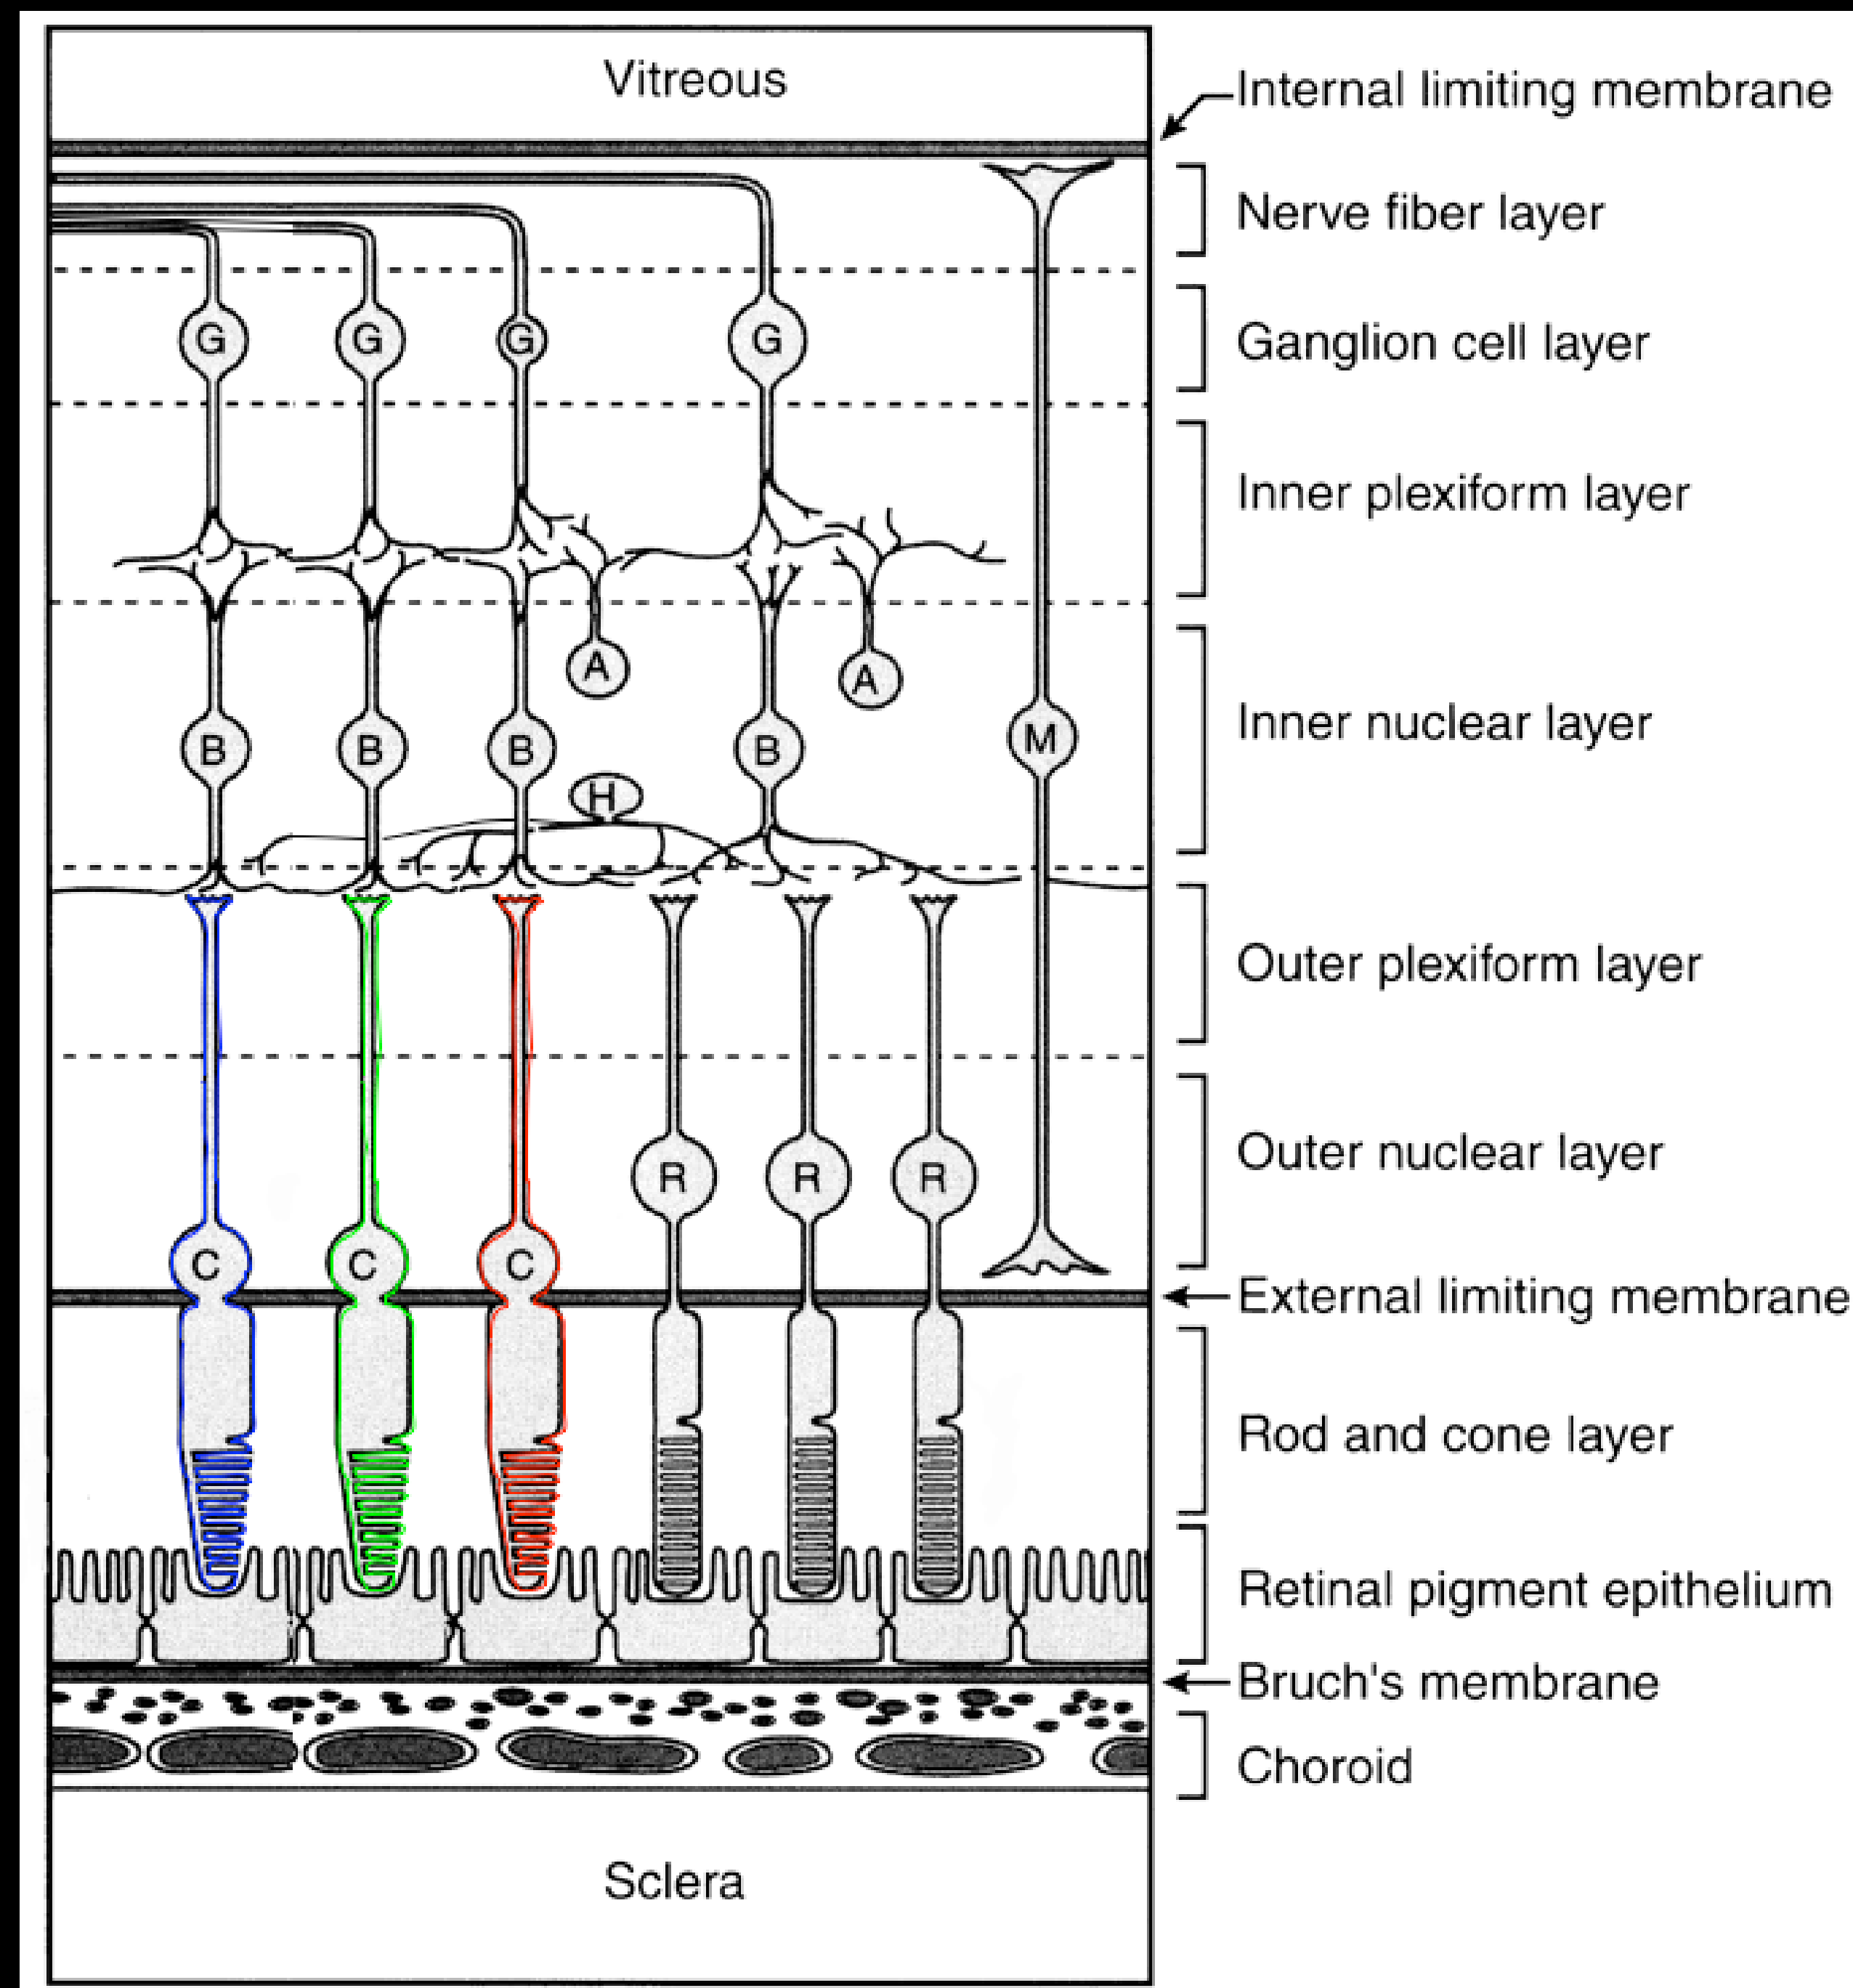 Vitreous
Internal limiting membrane
Nerve fiber layer
G G G G
Ganglion cell layer
Inner plexiform layer
A A
B B B B M
Inner nuclear layer
H
Outer plexiform layer
R R R
Outer nuclear layer
C C C
External limiting membrane
Rod and cone layer
Retinal pigment epithelium
Bruch's membrane
Choroid
Sclera